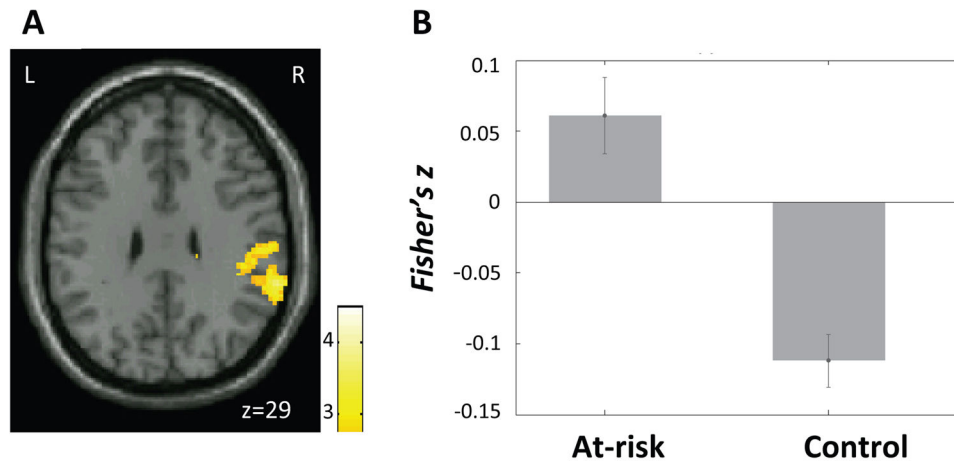 A
L
R
z=29
4
3
B
Fisher's z
0.1
0.05
0
-0.05
-0.1
-0.15
At-risk
Control